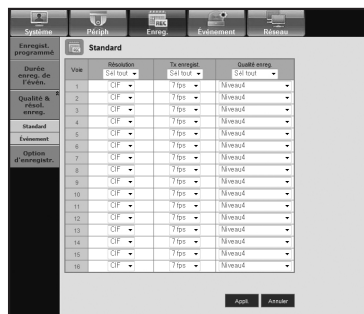 Système Périph Enreg. Événement Réseau
REC
Enregist.
programmé
Durée
enreg. de
l'évén.
Qualité &
résol.
enreg.
Standard
Événement
Option
d'enregistr.
Standard
Voie Résolution Tx enregist. Qualité enreg.
Sél tout Sél tout Sél tout
1 CIF 7 fps Niveau4
2 CIF 7 fps Niveau4
3 CIF 7 fps Niveau4
4 CIF 7 fps Niveau4
5 CIF 7 fps Niveau4
6 CIF 7 fps Niveau4
7 CIF 7 fps Niveau4
8 CIF 7 fps Niveau4
9 CIF 7 fps Niveau4
10 CIF 7 fps Niveau4
11 CIF 7 fps Niveau4
12 CIF 7 fps Niveau4
13 CIF 7 fps Niveau4
14 CIF 7 fps Niveau4
15 CIF 7 fps Niveau4
16 CIF 7 fps Niveau4
Appli. Annuler